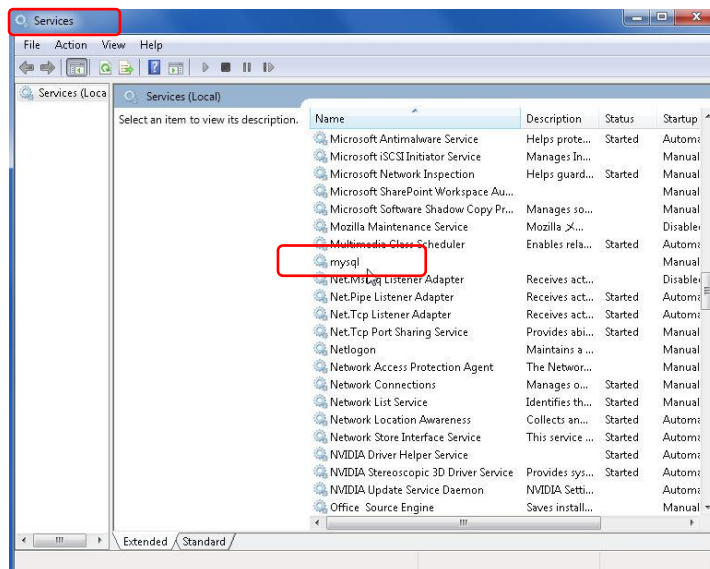 Services
File Action View Help
Services (Loca
Services (Local)
Select an item to view its description.
Name Description Status Startup
Microsoft Antimalware Service Helps prote... Started Automa
Microsoft iSCSI Initiator Service Manages In... Manual
Microsoft Network Inspection Helps guard... Started Manual
Microsoft SharePoint Workspace Au... Manual
Microsoft Software Shadow Copy Pr... Manages so... Manual
Mozilla Maintenance Service Mozilla メ... Disable
Multimedia Class Scheduler Enables rela... Started Automa
mysql Manual
Listener Adapter Receives act... Disable
Net.Pipe Listener Adapter Receives act... Started Automa
Net.Tcp Listener Adapter Receives act... Started Automa
Net.Tcp Port Sharing Service Provides abi... Started Manual
Netlogon Maintains a ... Manual
Network Access Protection Agent The Networ... Manual
Network Connections Manages o... Started Manual
Network List Service Identifies th... Started Manual
Network Location Awareness Collects an... Started Automa
Network Store Interface Service This service ... Started Automa
NVIDIA Driver Helper Service Started Automa
NVIDIA Stereoscopic 3D Driver Service Provides sys... Started Automa
NVIDIA Update Service Daemon NVIDIA Setti... Automa
Office Source Engine Saves install... Manual
Extended Standard